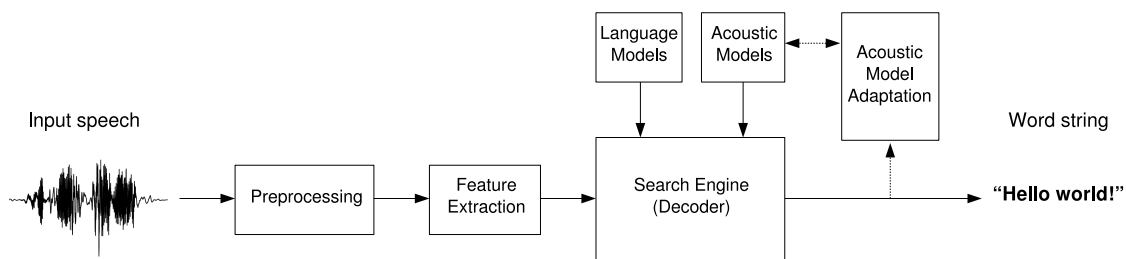 Language
Models
Acoustic
Models
Acoustic
Model
Adaptation
Input speech
Word string
Preprocessing
Feature
Extraction
Search Engine
(Decoder)
“Hello world!”